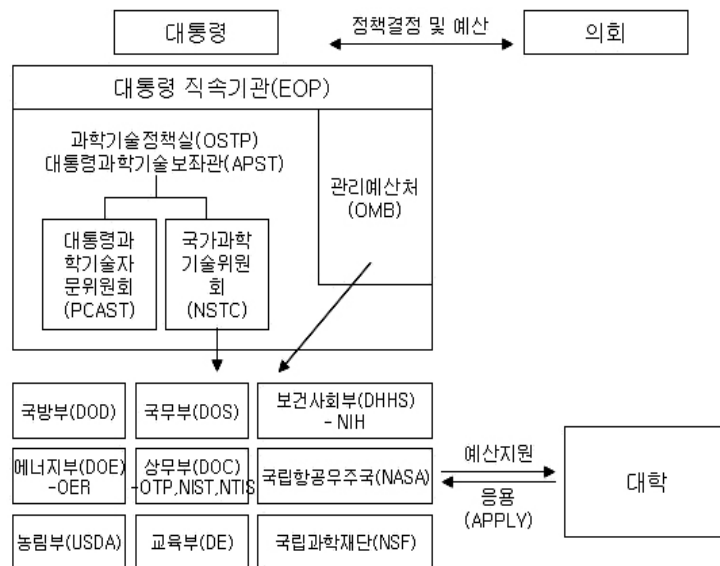 대통령
정책결정 및 예산
의회
대통령 직속기관(EOP)
과학기술정책실(OSTP)
대통령과학기술보좌관(APST)
관리예산처
(OMB)
대통령과
학기술자
문위원회
(PCAST)
국가과학
기술위원
회
(NSTC)
국방부(DOD)
국무부(DOS)
보건사회부(DHHS)
- NIH
에너지부(DOE)
-OER
상무부(DOC)
-OTP,NIST,NTIS
국립항공우주국(NASA)
예산지원
응용
(APPLY)
대학
농림부(USDA)
교육부(DE)
국립과학재단(NSF)